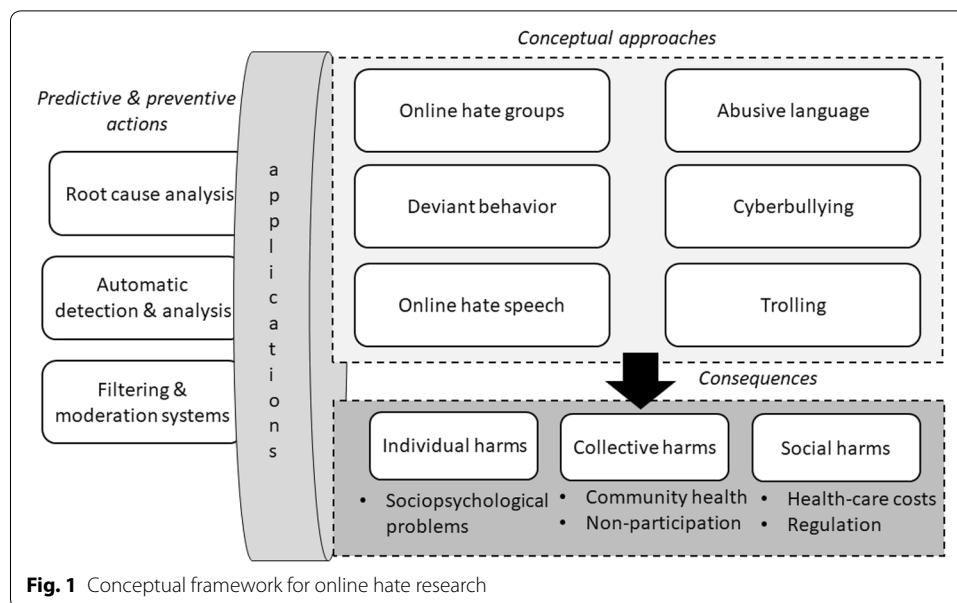 Conceptual approaches
Predictive & preventive
actions
Root cause analysis
Automatic
detection & analysis
Filtering &
moderation systems
applications
Online hate groups
Abusive language
Deviant behavior
Cyberbullying
Online hate speech
Trolling
Consequences
Individual harms
• Sociopsychological
problems
Collective harms
• Community health
• Non-participation
Social harms
• Health-care costs
• Regulation
Fig. 1 Conceptual framework for online hate research